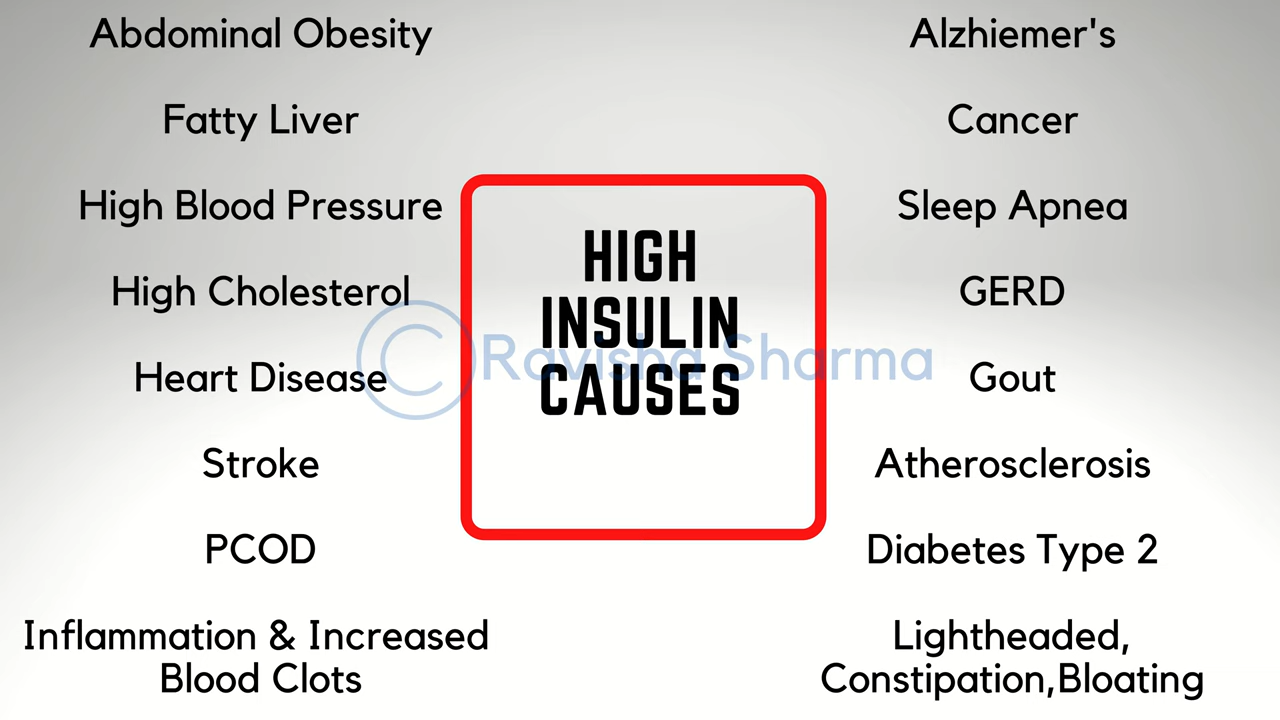 Abdominal Obesity
Fatty Liver
High Blood Pressure
High Cholesterol
Heart Disease
Stroke
PCOD
Inflammation & Increased
Blood Clots
HIGH
INSULIN
CAUSES
© Ravisha Sharma
Alzhiemer's
Cancer
Sleep Apnea
GERD
Gout
Atherosclerosis
Diabetes Type 2
Lightheaded,
Constipation,Bloating